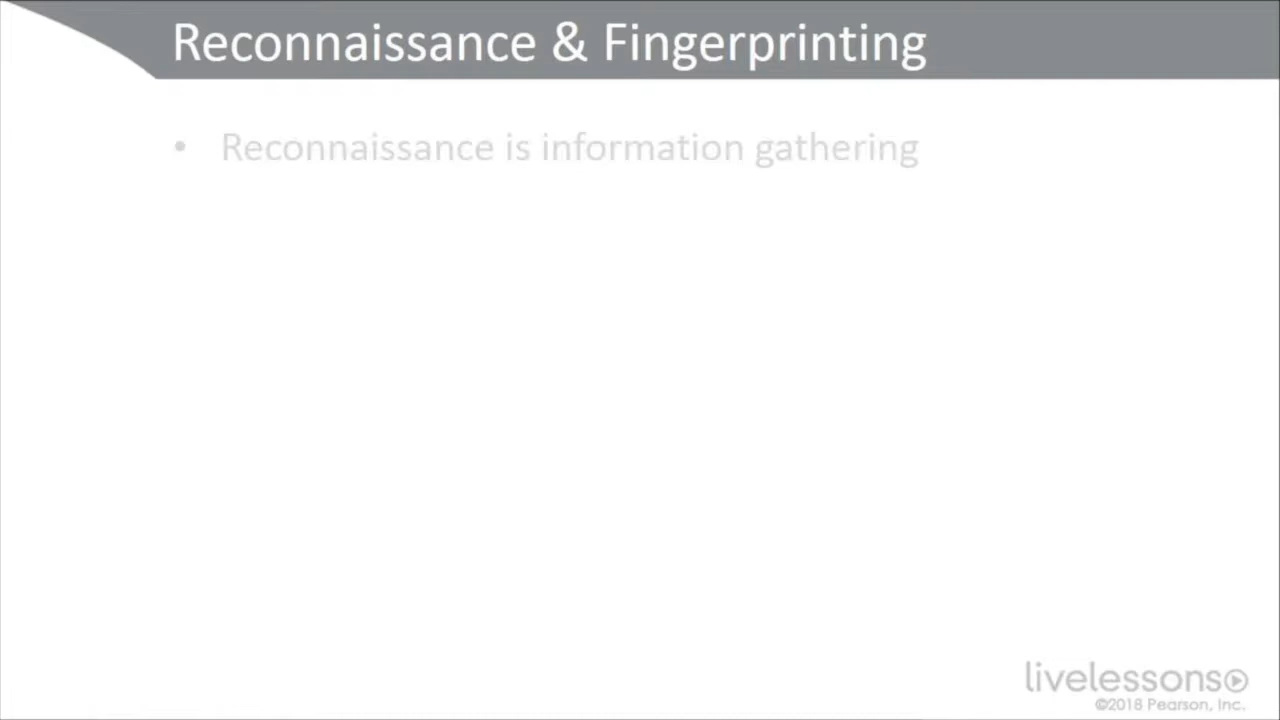 Reconnaissance & Fingerprinting
• Reconnaissance is information gathering
livelessons
©2018 Pearson, Inc.